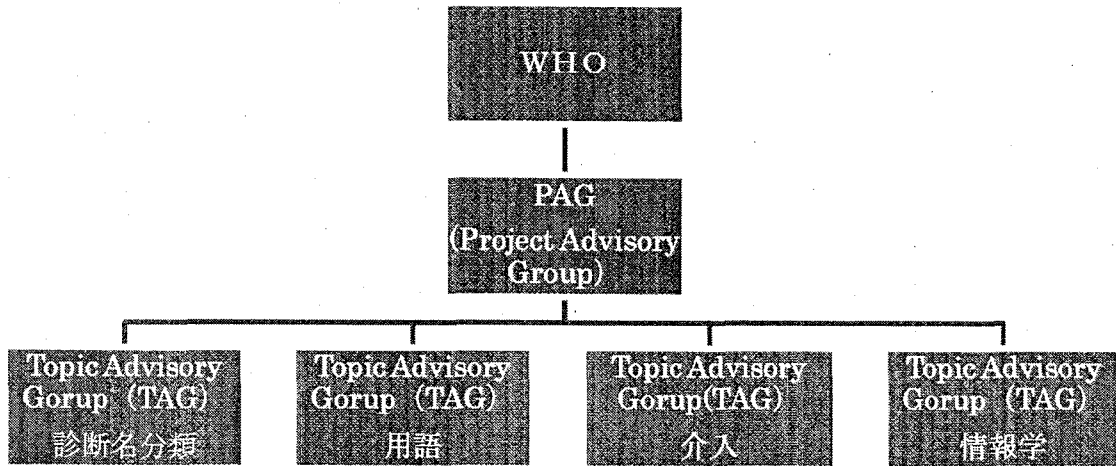 WHO
PAG
(Project Advisory
Group)
Topic Advisory
Gorup (TAG)
診断名分類
Topic Advisory
Gorup (TAG)
用語
Topic Advisory
Gorup(TAG)
介入
Topic Advisory
Gorup (TAG)
情報学